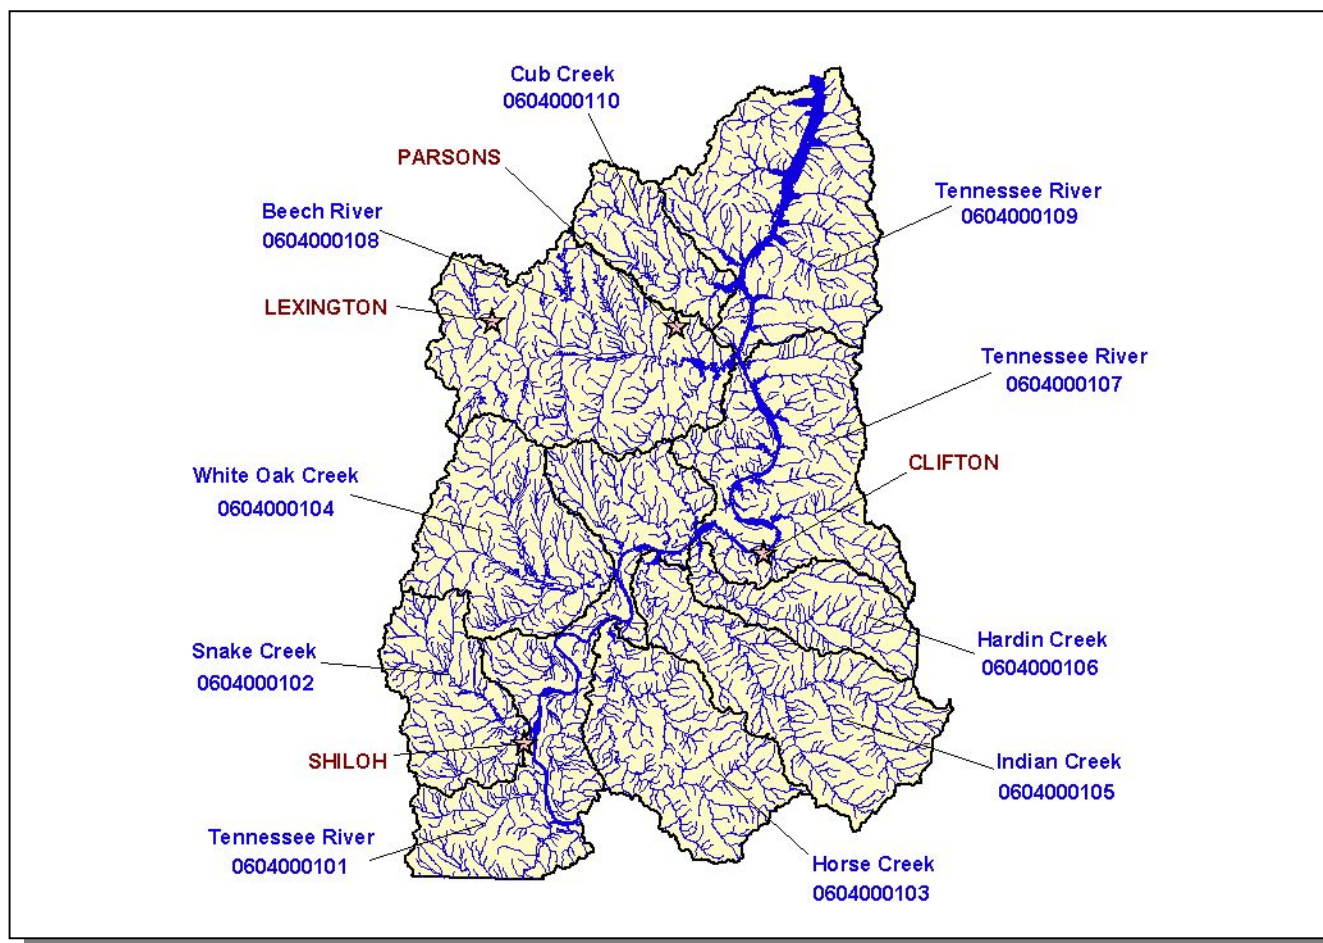 Cub Creek
0604000110
PARSONS
Beech River
0604000108
Tennessee River
0604000109
LEXINGTON
Tennessee River
0604000107
CLIFTON
White Oak Creek
0604000104
Snake Creek
0604000102
Hardin Creek
0604000106
SHILOH
Indian Creek
0604000105
Tennessee River
0604000101
Horse Creek
0604000103